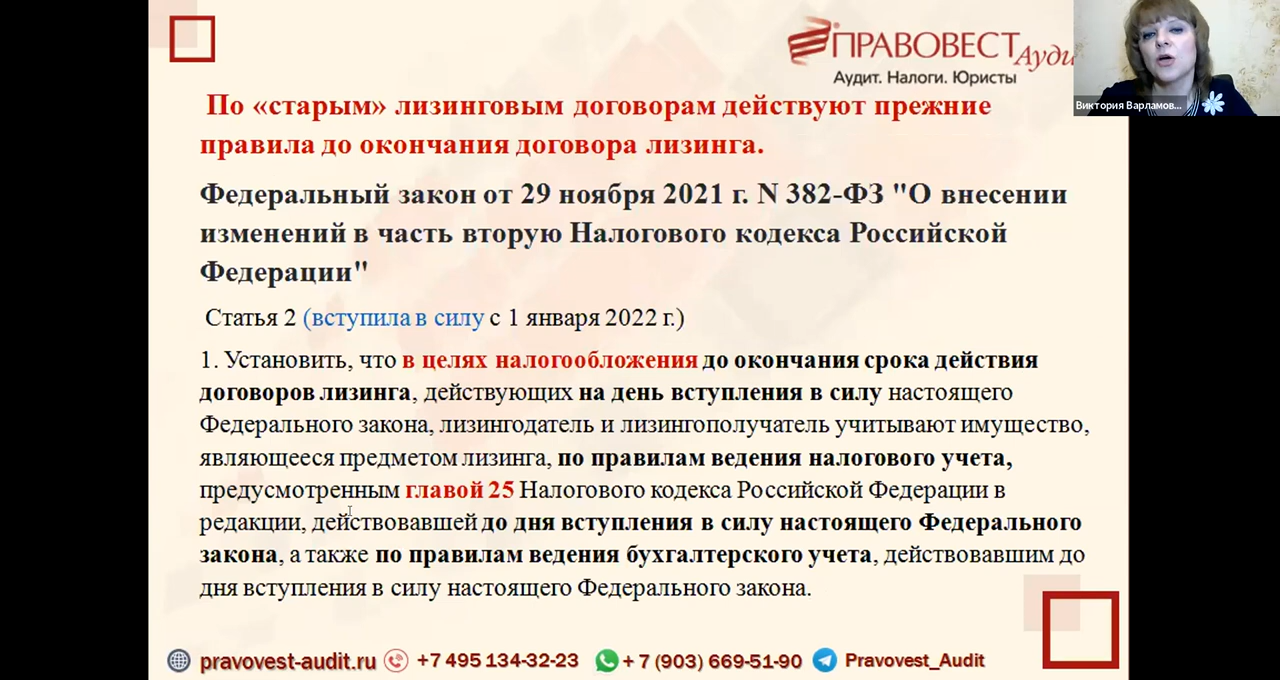 ПРАВОВЕСТ Ауди
Аудит. Налоги. Юристы
Виктория Варламов...
По «старым» лизинговым договорам действуют прежние
правила до окончания договора лизинга.
Федеральный закон от 29 ноября 2021 г. N 382-ФЗ "О внесении
изменений в часть вторую Налогового кодекса Российской
Федерации"
Статья 2 (вступила в силу с 1 января 2022 г.)
1. Установить, что в целях налогообложения до окончания срока действия
договоров лизинга, действующих на день вступления в силу настоящего
Федерального закона, лизингодатель и лизингополучатель учитывают имущество,
являющееся предметом лизинга, по правилам ведения налогового учета,
предусмотренным главой 25 Налогового кодекса Российской Федерации в
редакции, действовавшей до дня вступления в силу настоящего Федерального
закона, а также по правилам ведения бухгалтерского учета, действовавшим до
дня вступления в силу настоящего Федерального закона.
pravovest-audit.ru +7 495 134-32-23 + 7 (903) 669-51-90 Pravovest_Audit